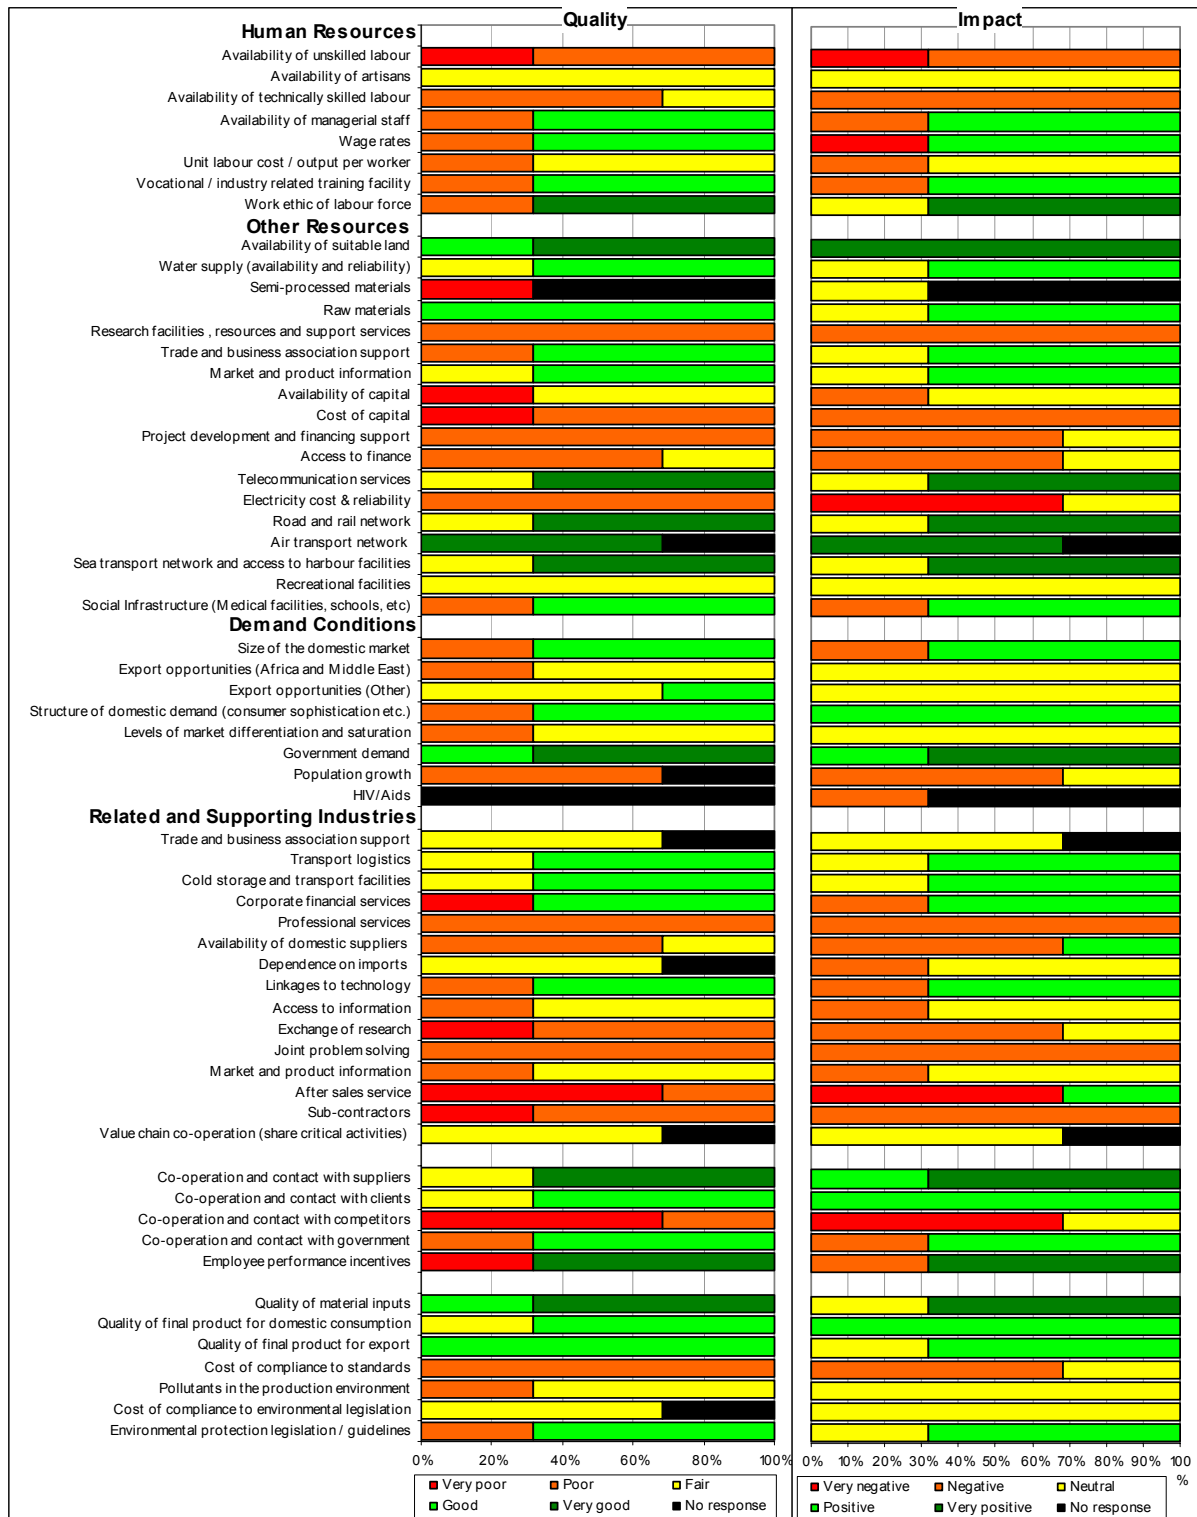 Quality
Impact
Human Resources
Availability of unskilled labour
Availability of artisans
Availability of technically skilled labour
Availability of managerial staff
Wage rates
Unit labour cost / output per worker
Vocational / industry related training facility
Work ethic of labour force
Other Resources
Availability of suitable land
Water supply (availability and reliability)
Semi-processed materials
Raw materials
Research facilities , resources and support services
Trade and business association support
Market and product information
Availability of capital
Cost of capital
Project development and financing support
Access to finance
Telecommunication services
Electricity cost & reliability
Road and rail network
Air transport network
Sea transport network and access to harbour facilities
Recreational facilities
Social Infrastructure (Medical facilities, schools, etc)
Demand Conditions
Size of the domestic market
Export opportunities (Africa and Middle East)
Export opportunities (Other)
Structure of domestic demand (consumer sophistication etc.)
Levels of market differentiation and saturation
Government demand
Population growth
HIV/Aids
Related and Supporting Industries
Trade and business association support
Transport logistics
Cold storage and transport facilities
Corporate financial services
Professional services
Availability of domestic suppliers
Dependence on imports
Linkages to technology
Access to information
Exchange of research
Joint problem solving
Market and product information
After sales service
Sub-contractors
Value chain co-operation (share critical activities)
Co-operation and contact with suppliers
Co-operation and contact with clients
Co-operation and contact with competitors
Co-operation and contact with government
Employee performance incentives
Quality of material inputs
Quality of final product for domestic consumption
Quality of final product for export
Cost of compliance to standards
Pollutants in the production environment
Cost of compliance to environmental legislation
Environmental protection legislation / guidelines
0% 20% 40% 60% 80% 100%
0% 10% 20% 30% 40% 50% 60% 70% 80% 90% 100
%
Very poor Poor Fair
Good Very good No response
Very negative Negative Neutral
Positive Very positive No response